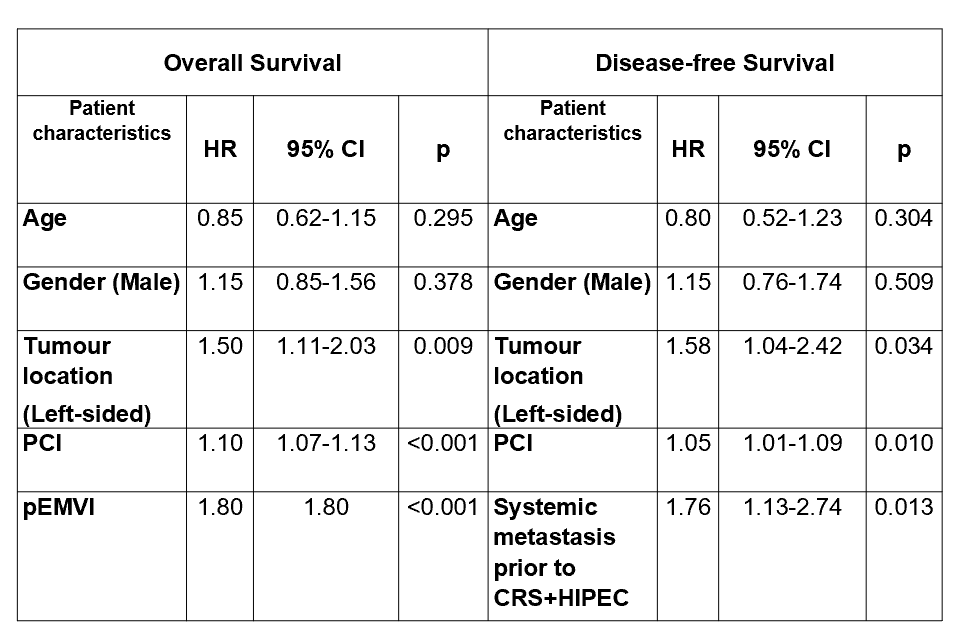 Overall Survival Disease-free Survival
Patient characteristics HR 95% CI p Patient characteristics HR 95% CI p
Age 0.85 0.62-1.15 0.295 Age 0.80 0.52-1.23 0.304
Gender (Male) 1.15 0.85-1.56 0.378 Gender (Male) 1.15 0.76-1.74 0.509
Tumour 1.50 1.11-2.03 0.009 Tumour 1.58 1.04-2.42 0.034
location location
(Left-sided) (Left-sided)
PCI 1.10 1.07-1.13 <0.001 PCI 1.05 1.01-1.09 0.010
pEMVI 1.80 1.80 <0.001 Systemic 1.76 1.13-2.74 0.013
metastasis
prior to
CRS+HIPEC